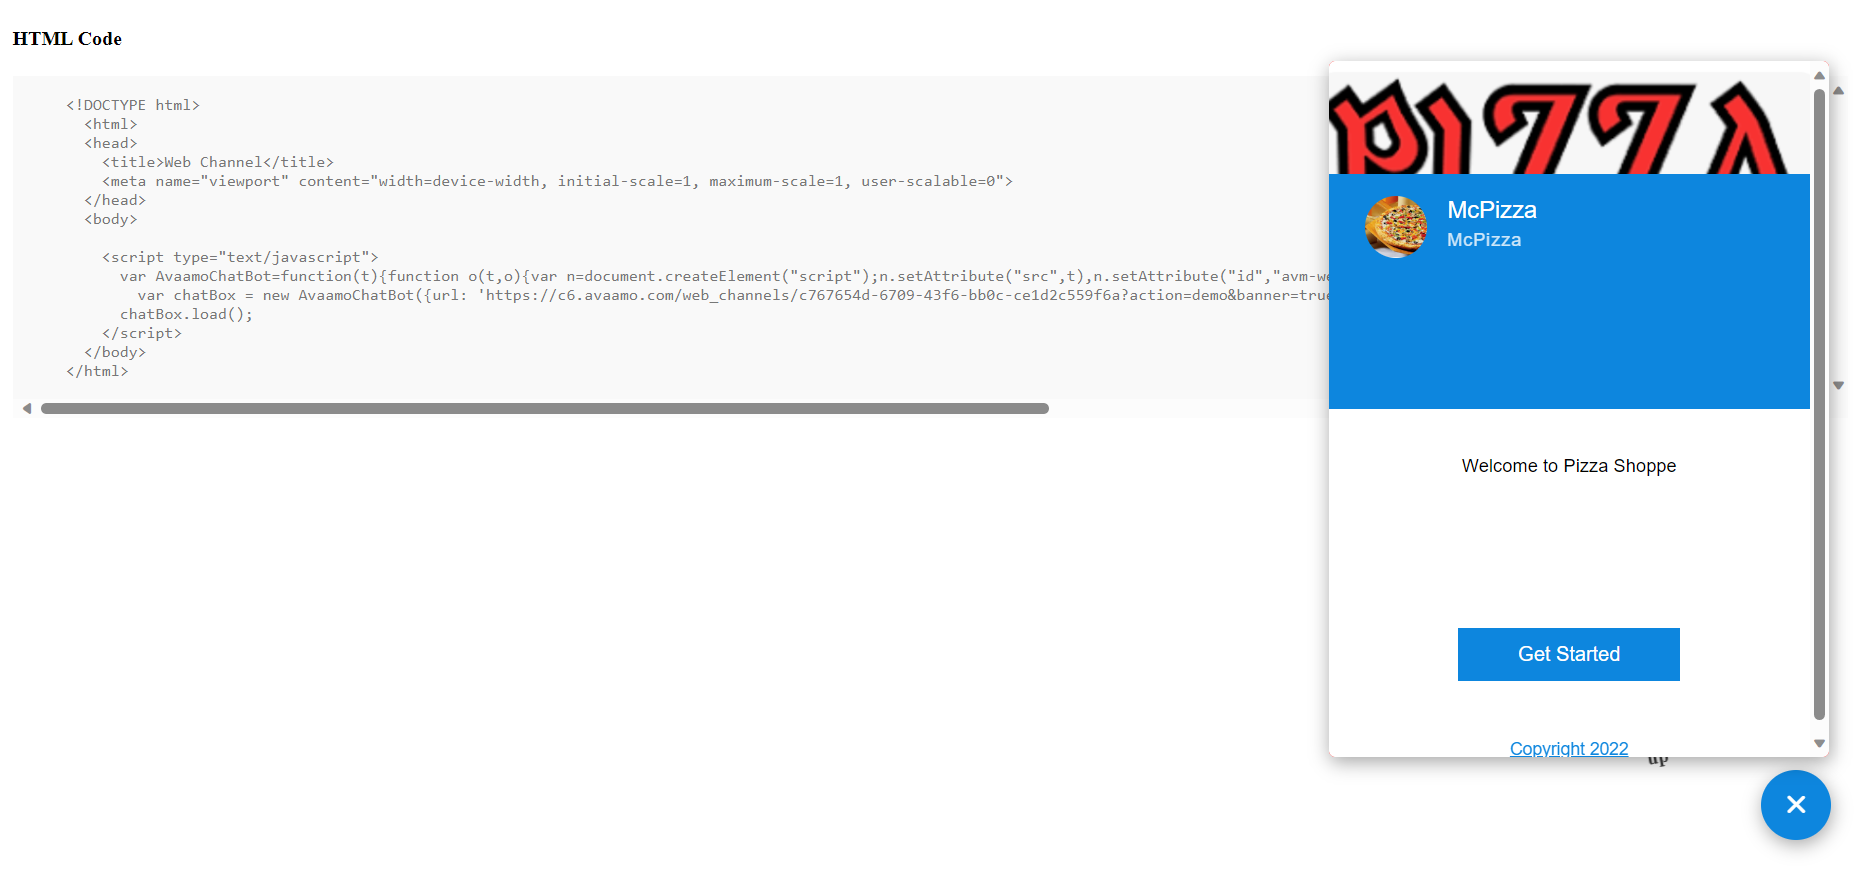 HTML Code
<!DOCTYPE html>
<html>
<head>
<title>Web Channel</title>
<meta name="viewport" content="width=device-width, initial-scale=1, maximum-scale=1, user-scalable=0">
</head>
<body>
<script type="text/javascript">
var AvaamoChatBot=function(t){function o(t,o){var n=document.createElement("script");n.setAttribute("src",t),n.setAttribute("id","avm-we
var chatBox = new AvaamoChatBot({url: 'https://c6.avaamo.com/web_channels/c767654d-6709-43f6-bb0c-ce1d2c559f6a?action=demo&banner=true
chatBox.load();
</script>
</body>
</html>
PIZZA
McPizza
McPizza
Welcome to Pizza Shoppe
Get Started
Copyright 2022
up